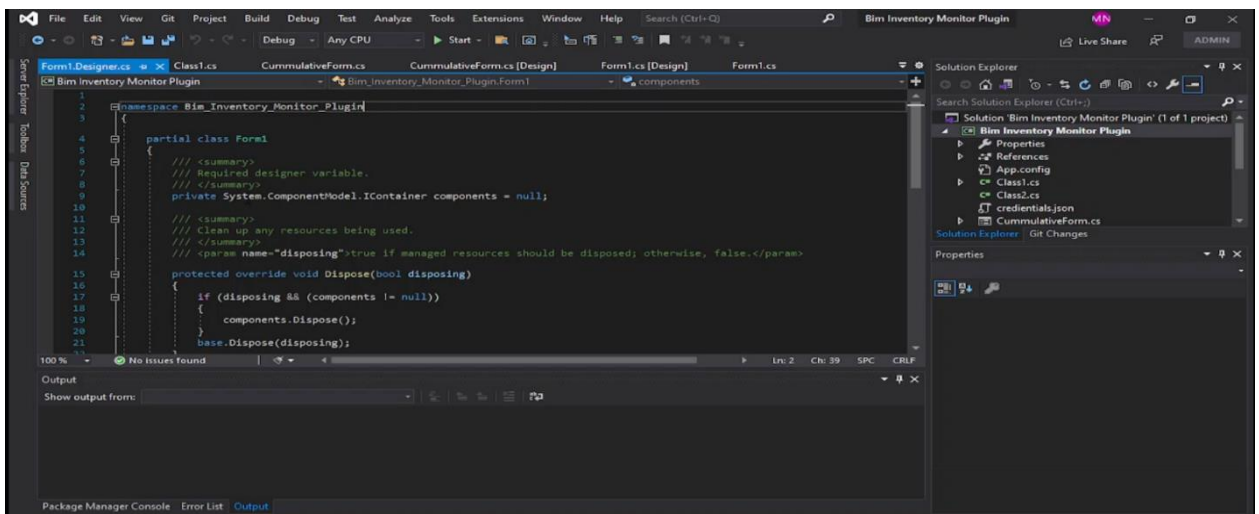 File Edit View Git Project Build Debug Test Analyze Tools Extensions Window Help Search (Ctrl+Q) Bim Inventory Monitor Plugin MN
Debug Any CPU Start Live Share ADMIN
Server Explorer
Toolbox
Data Sources
Form1.Designer.cs Class1.cs CummulativeForm.cs CummulativeForm.cs [Design] Form1.cs [Design] Form1.cs
Bim Inventory Monitor Plugin Bim_Inventory_Monitor_Plugin.Form1 components
1
2 namespace Bim_Inventory_Monitor_Plugin
3 {
4 partial class Form1
5 {
6 /// <summary>
7 /// Required designer variable.
8 /// </summary>
9 private System.ComponentModel.IContainer components = null;
10
11 /// <summary>
12 /// Clean up any resources being used.
13 /// </summary>
14 /// <param name="disposing">true if managed resources should be disposed; otherwise, false.</param>
15 protected override void Dispose(bool disposing)
16 {
17 if (disposing && (components != null))
18 {
19 components.Dispose();
20 }
21 base.Dispose(disposing);
100 % No issues found Ln: 2 Ch: 39 SPC CRLF
Output
Show output from:
Package Manager Console Error List Output
Solution Explorer
Search Solution Explorer (Ctrl+;)
Solution 'Bim Inventory Monitor Plugin' (1 of 1 project)
Bim Inventory Monitor Plugin
Properties
References
App.config
Class1.cs
Class2.cs
credientials.json
CummulativeForm.cs
Solution Explorer Git Changes
Properties